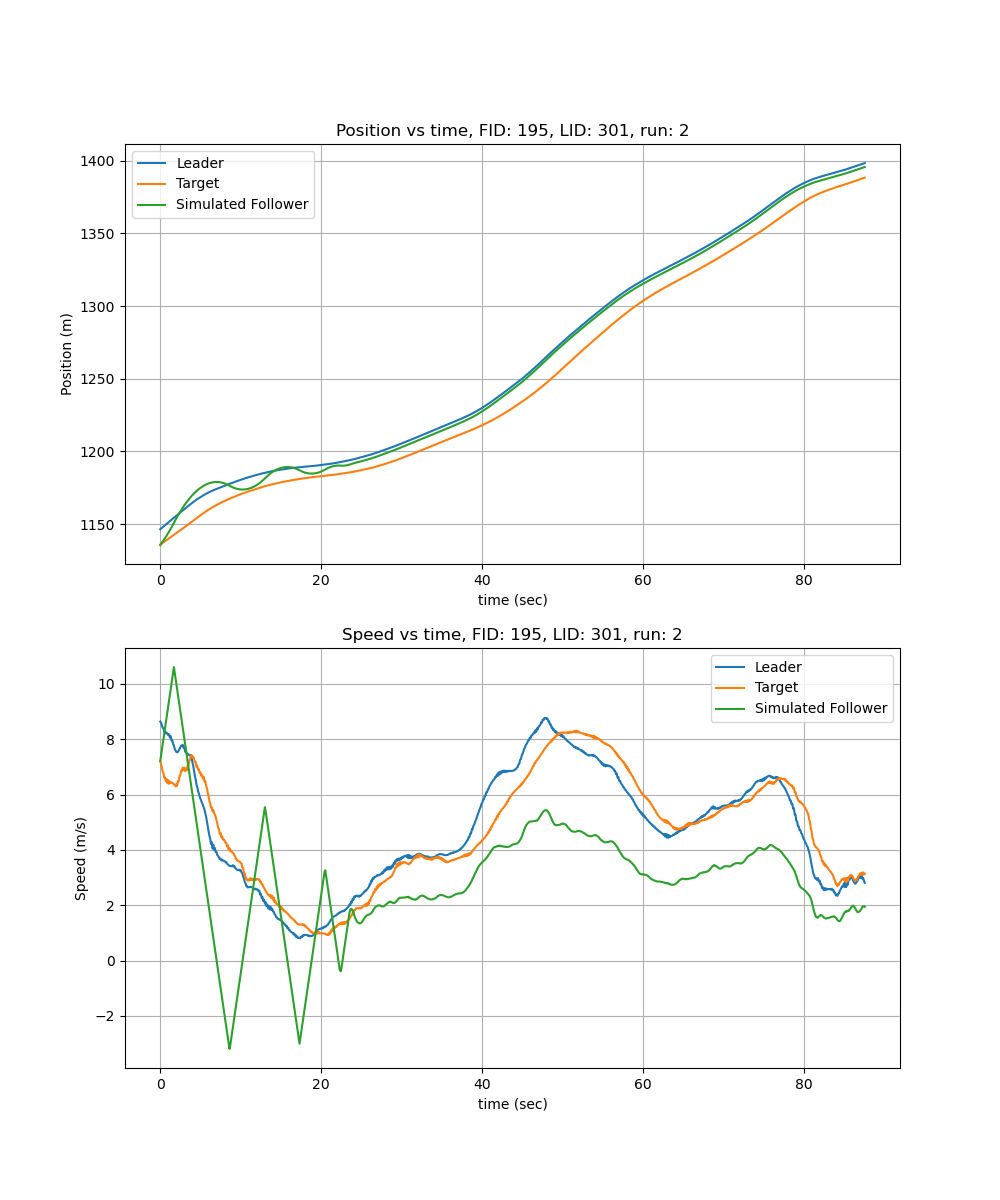 Position vs time, FID: 195, LID: 301, run: 2
Leader
Target
Simulated Follower
1400
1350
1300
1250
1200
1150
Position (m)
0 20 40 60 80
time (sec)
Speed vs time, FID: 195, LID: 301, run: 2
Leader
Target
Simulated Follower
10
8
6
4
2
0
−2
Speed (m/s)
0 20 40 60 80
time (sec)